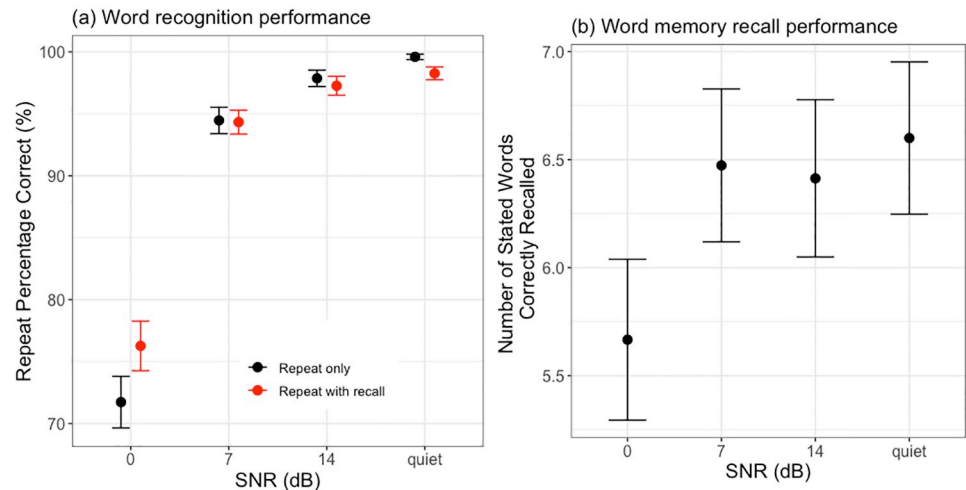 (a) Word recognition performance
Repeat Percentage Correct (%)
100
90
80
70
0
7
14
quiet
SNR (dB)
Repeat only
Repeat with recall
(b) Word memory recall performance
Number of Stated Words
Correctly Recalled
7.0
6.5
6.0
5.5
0
7
14
quiet
SNR (dB)